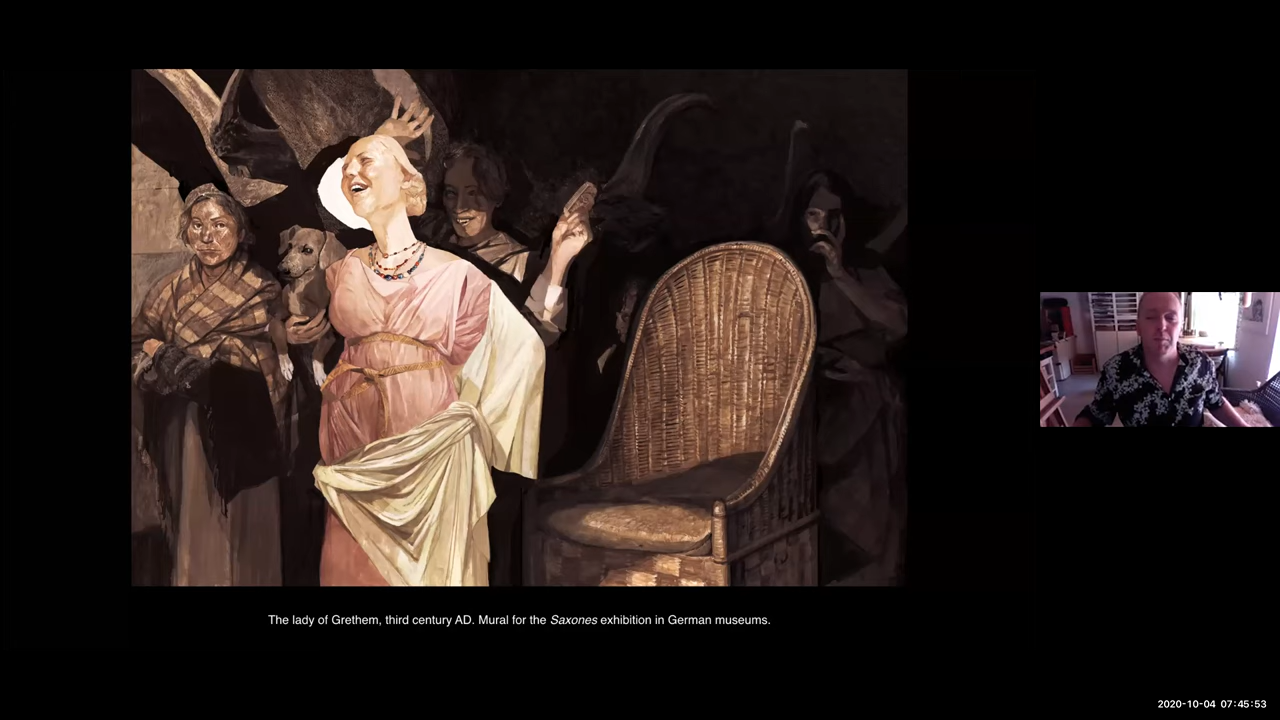 The lady of Grethem, third century AD. Mural for the Saxones exhibition in German museums.
2020-10-04 07:45:53